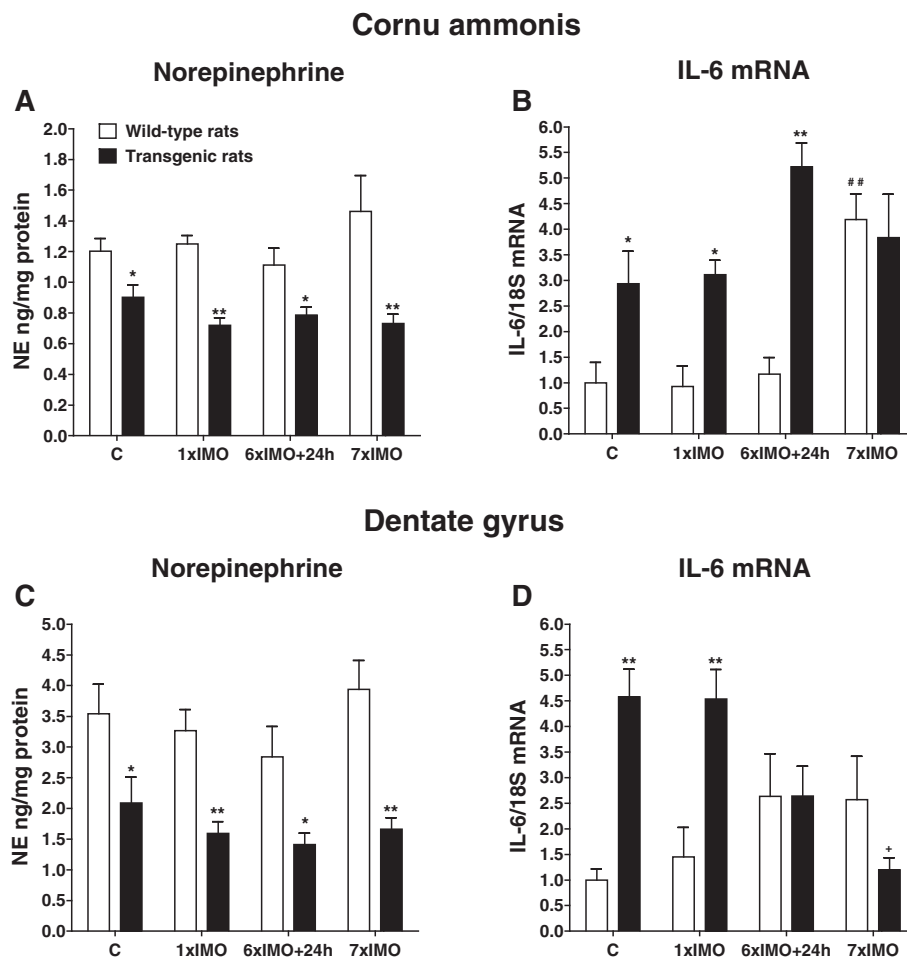 Cornu ammonis
Norepinephrine
A
NE ng/mg protein
2.0
1.8
1.6
1.4
1.2
1.0
0.8
0.6
0.4
0.2
0.0
Wild-type rats
Transgenic rats
* ** * **
C 1xIMO 6xIMO+24h 7xIMO
IL-6 mRNA
B
IL-6/18S mRNA
6.0
5.5
5.0
4.5
4.0
3.5
3.0
2.5
2.0
1.5
1.0
0.5
0.0
* * ** ##
C 1xIMO 6xIMO+24h 7xIMO
Dentate gyrus
Norepinephrine
C
NE ng/mg protein
5.0
4.5
4.0
3.5
3.0
2.5
2.0
1.5
1.0
0.5
0.0
* ** * **
C 1xIMO 6xIMO+24h 7xIMO
IL-6 mRNA
D
IL-6/18S mRNA
6.0
5.5
5.0
4.5
4.0
3.5
3.0
2.5
2.0
1.5
1.0
0.5
0.0
** ** +
C 1xIMO 6xIMO+24h 7xIMO